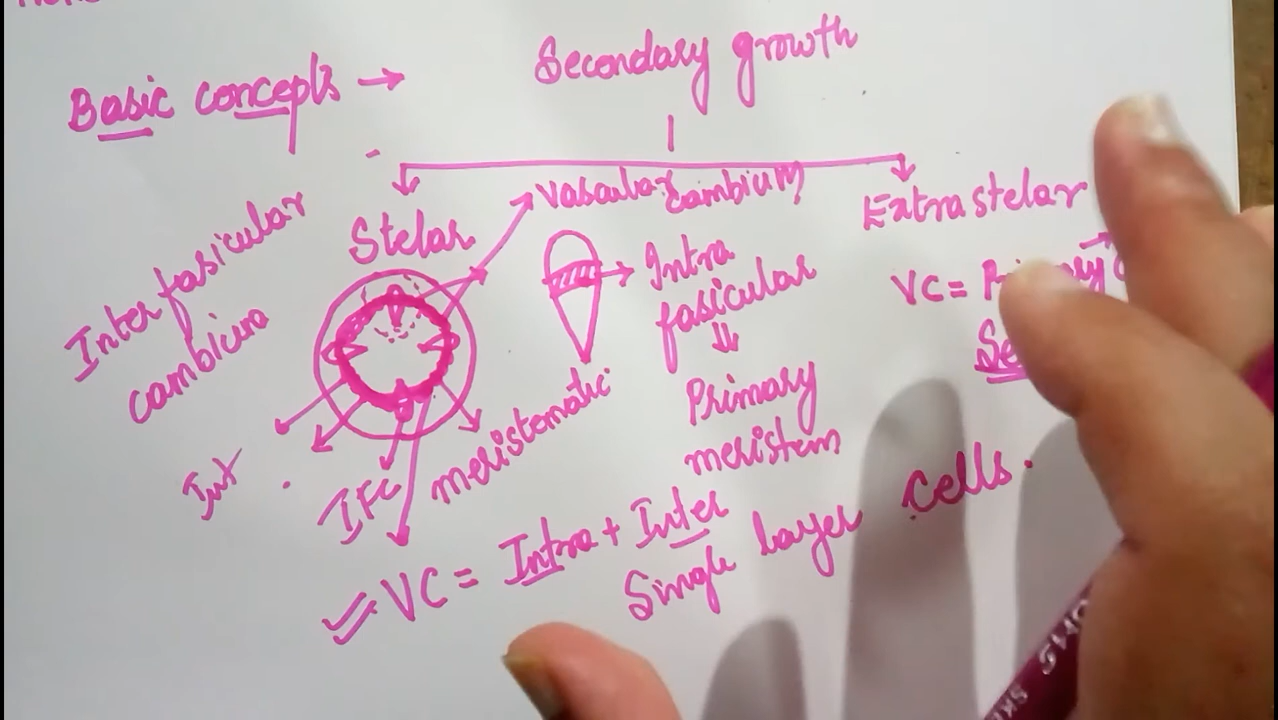 Basic concepts →
Secondary growth
Stelar
Vascular cambium
Extrastelar
Inter fasicular
cambium
Intra
fasicular
Primary
meristem
VC =
meristematic
Int
IFC
VC = Intra + Inter
Single layer cells.